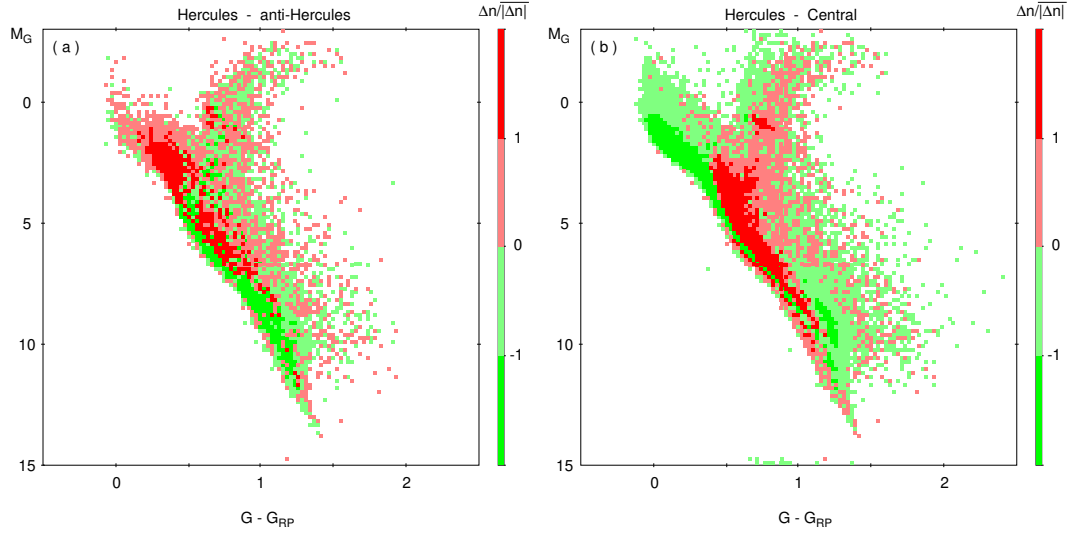 Hercules - anti-Hercules
Δn/|Δn|
M_G
( a )
0
5
10
15
0
1
2
G - G_RP
1
0
-1
Hercules - Central
Δn/|Δn|
M_G
( b )
0
5
10
15
0
1
2
G - G_RP
1
0
-1